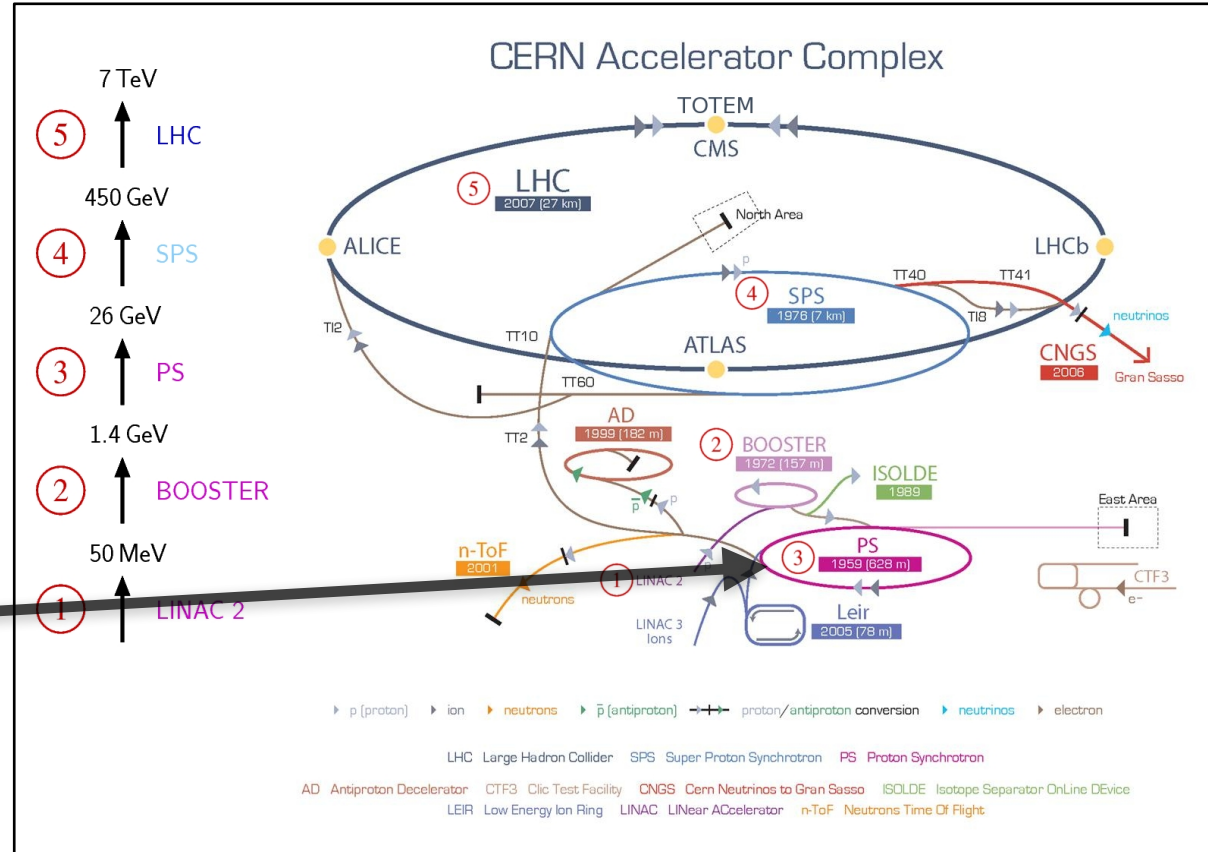 CERN Accelerator Complex
7 TeV
5 LHC
450 GeV
4 SPS
26 GeV
3 PS
1.4 GeV
2 BOOSTER
50 MeV
1 LINAC 2
TOTEM
CMS
5 LHC
2007 (27 km)
North Area
ALICE
LHCb
p
TT40
TT41
4 SPS
1976 (7 km)
TI8
TI2
TT10
ATLAS
neutrinos
CNGS
2006
Gran Sasso
TT60
AD
1999 (182 m)
TT2
2 BOOSTER
1972 (157 m)
ISOLDE
1989
p̅
p
East Area
n-ToF
2001
3 PS
1959 (628 m)
1 LINAC 2
neutrons
CTF3
e–
LINAC 3
Ions
Leir
2005 (78 m)
p (proton) ion neutrons p̅ (antiproton) proton/antiproton conversion neutrinos electron
LHC Large Hadron Collider SPS Super Proton Synchrotron PS Proton Synchrotron
AD Antiproton Decelerator CTF3 Clic Test Facility CNGS Cern Neutrinos to Gran Sasso ISOLDE Isotope Separator OnLine DEvice
LEIR Low Energy Ion Ring LINAC LINear ACcelerator n-ToF Neutrons Time Of Flight